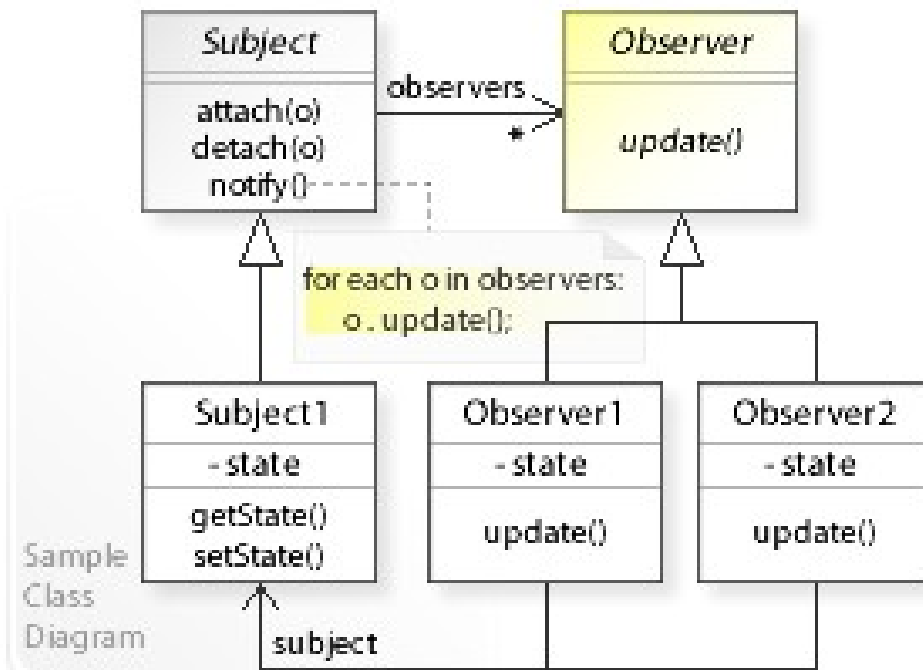 Subject
attach(o)
detach(o)
notify()
observers
*
Observer
update()
for each o in observers:
o . update();
Subject1
- state
getState()
setState()
Observer1
- state
update()
Observer2
- state
update()
subject
Sample
Class
Diagram